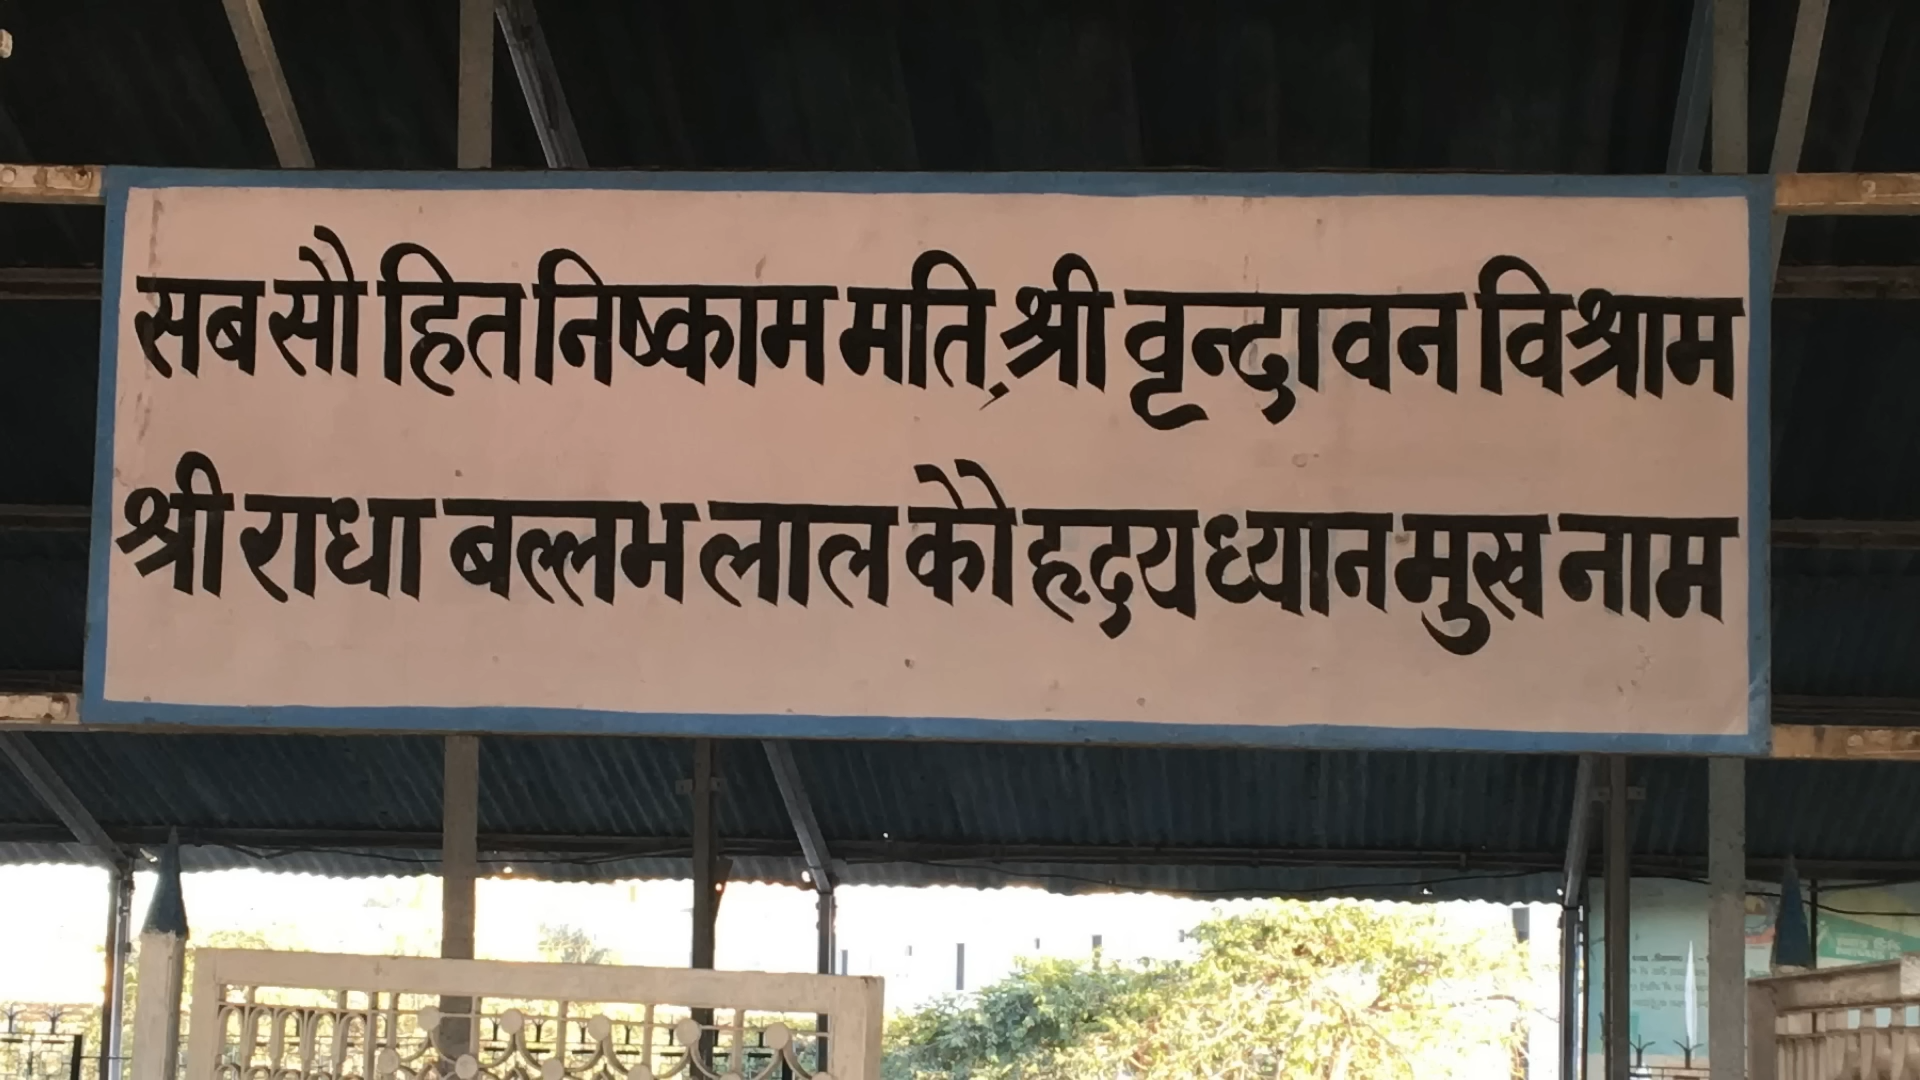 सब सौ हित निष्काम मति, श्री वृन्दावन विश्राम
श्री राधा बल्लभ लाल कौ हृदय ध्यान मुख नाम